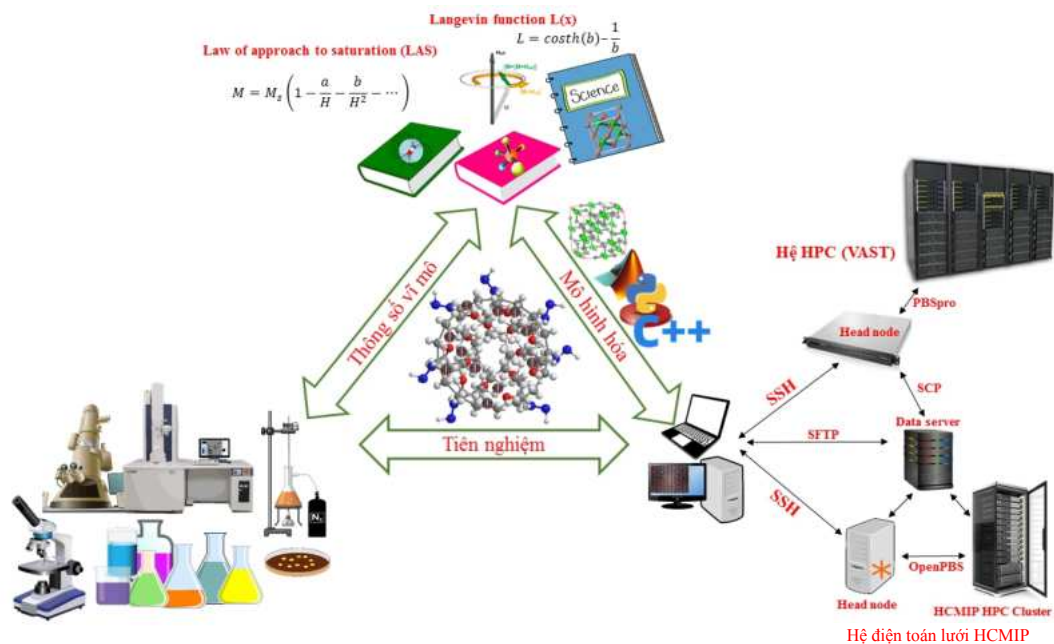 Langevin function L(x)
L = costh(b) - 1/b
Law of approach to saturation (LAS)
M = M_s (1 - a/H - b/H² - ⋯)
Science
Hệ HPC (VAST)
PBSpro
Head node
Thông số vĩ mô
Mô hình hóa
C++
SSH
SCP
Data server
SFTP
Tiên nghiệm
SSH
OpenPBS
Head node
HCMIP HPC Cluster
Hệ điện toán lưới HCMIP